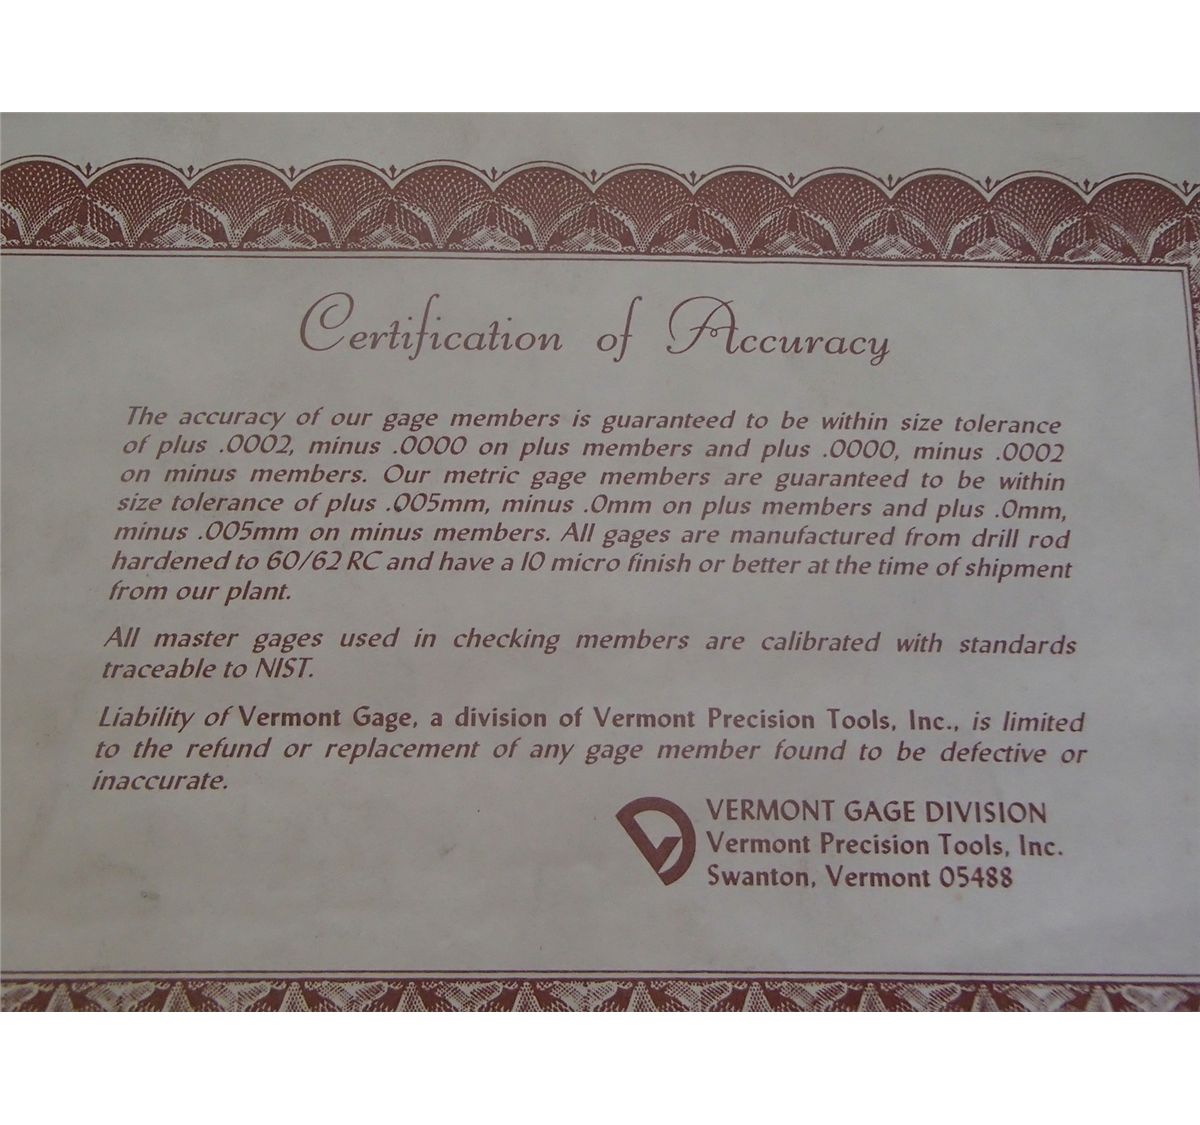 Certification of Accuracy
The accuracy of our gage members is guaranteed to be within size tolerance
of plus .0002, minus .0000 on plus members and plus .0000, minus .0002
on minus members. Our metric gage members are guaranteed to be within
size tolerance of plus .005mm, minus .0mm on plus members and plus .0mm,
minus .005mm on minus members. All gages are manufactured from drill rod
hardened to 60/62 RC and have a 10 micro finish or better at the time of shipment
from our plant.
All master gages used in checking members are calibrated with standards
traceable to NIST.
Liability of Vermont Gage, a division of Vermont Precision Tools, Inc., is limited
to the refund or replacement of any gage member found to be defective or
inaccurate.
VERMONT GAGE DIVISION
Vermont Precision Tools, Inc.
Swanton, Vermont 05488